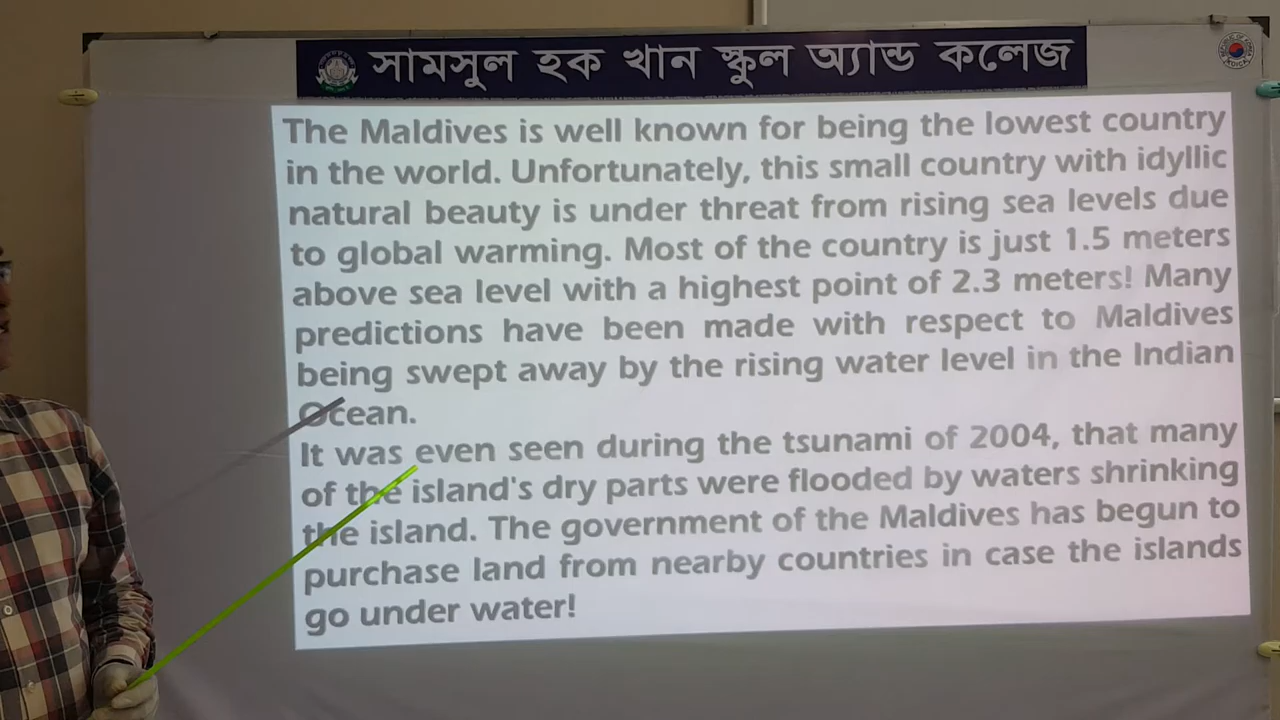 সামসুল হক খান স্কুল অ্যান্ড কলেজ
The Maldives is well known for being the lowest country
in the world. Unfortunately, this small country with idyllic
natural beauty is under threat from rising sea levels due
to global warming. Most of the country is just 1.5 meters
above sea level with a highest point of 2.3 meters! Many
predictions have been made with respect to Maldives
being swept away by the rising water level in the Indian
Ocean.
It was even seen during the tsunami of 2004, that many
of the island's dry parts were flooded by waters shrinking
the island. The government of the Maldives has begun to
purchase land from nearby countries in case the islands
go under water!